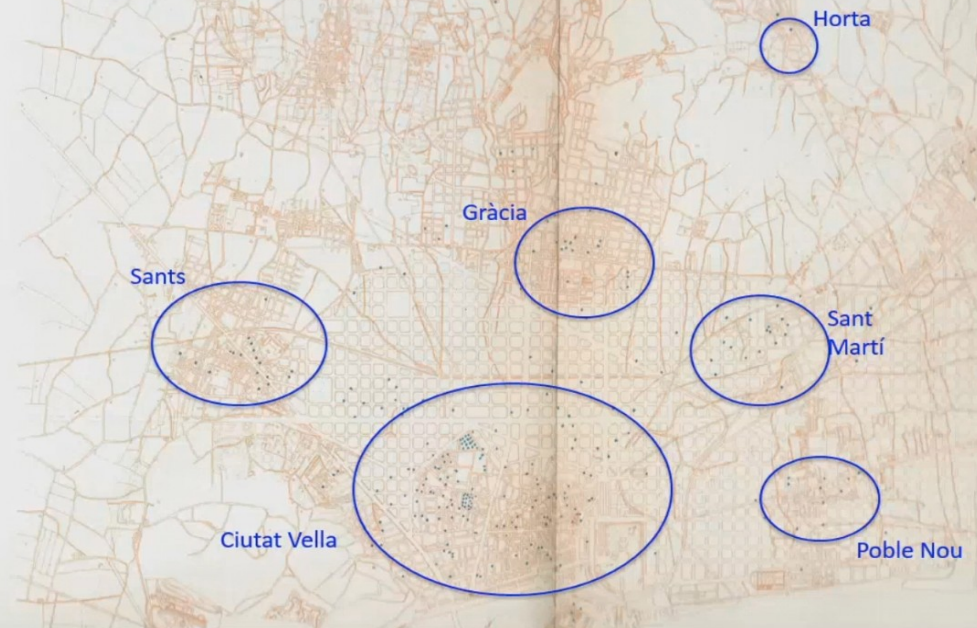 Horta
Gràcia
Sants
Sant
Martí
Ciutat Vella
Poble Nou